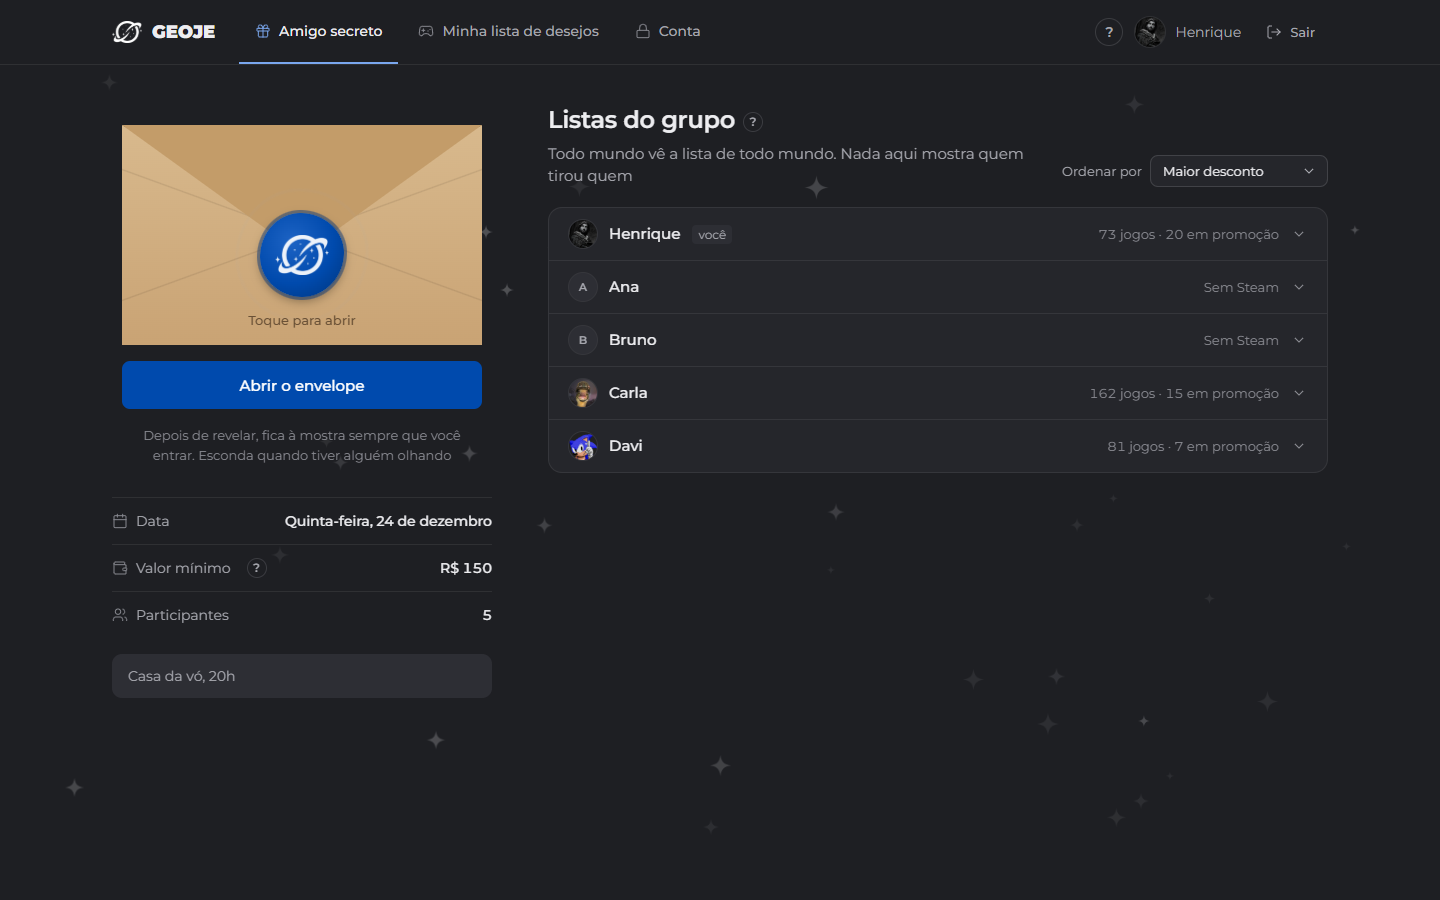 GEOJE
Amigo secreto
Minha lista de desejos
Conta
?
Henrique
Sair
Toque para abrir
Abrir o envelope
Depois de revelar, fica à mostra sempre que você
entrar. Esconda quando tiver alguém olhando
Data Quinta-feira, 24 de dezembro
Valor mínimo ? R$ 150
Participantes 5
Casa da vó, 20h
Listas do grupo ?
Todo mundo vê a lista de todo mundo. Nada aqui mostra quem
tirou quem
Ordenar por Maior desconto
Henrique você 73 jogos · 20 em promoção
A Ana Sem Steam
B Bruno Sem Steam
Carla 162 jogos · 15 em promoção
Davi 81 jogos · 7 em promoção